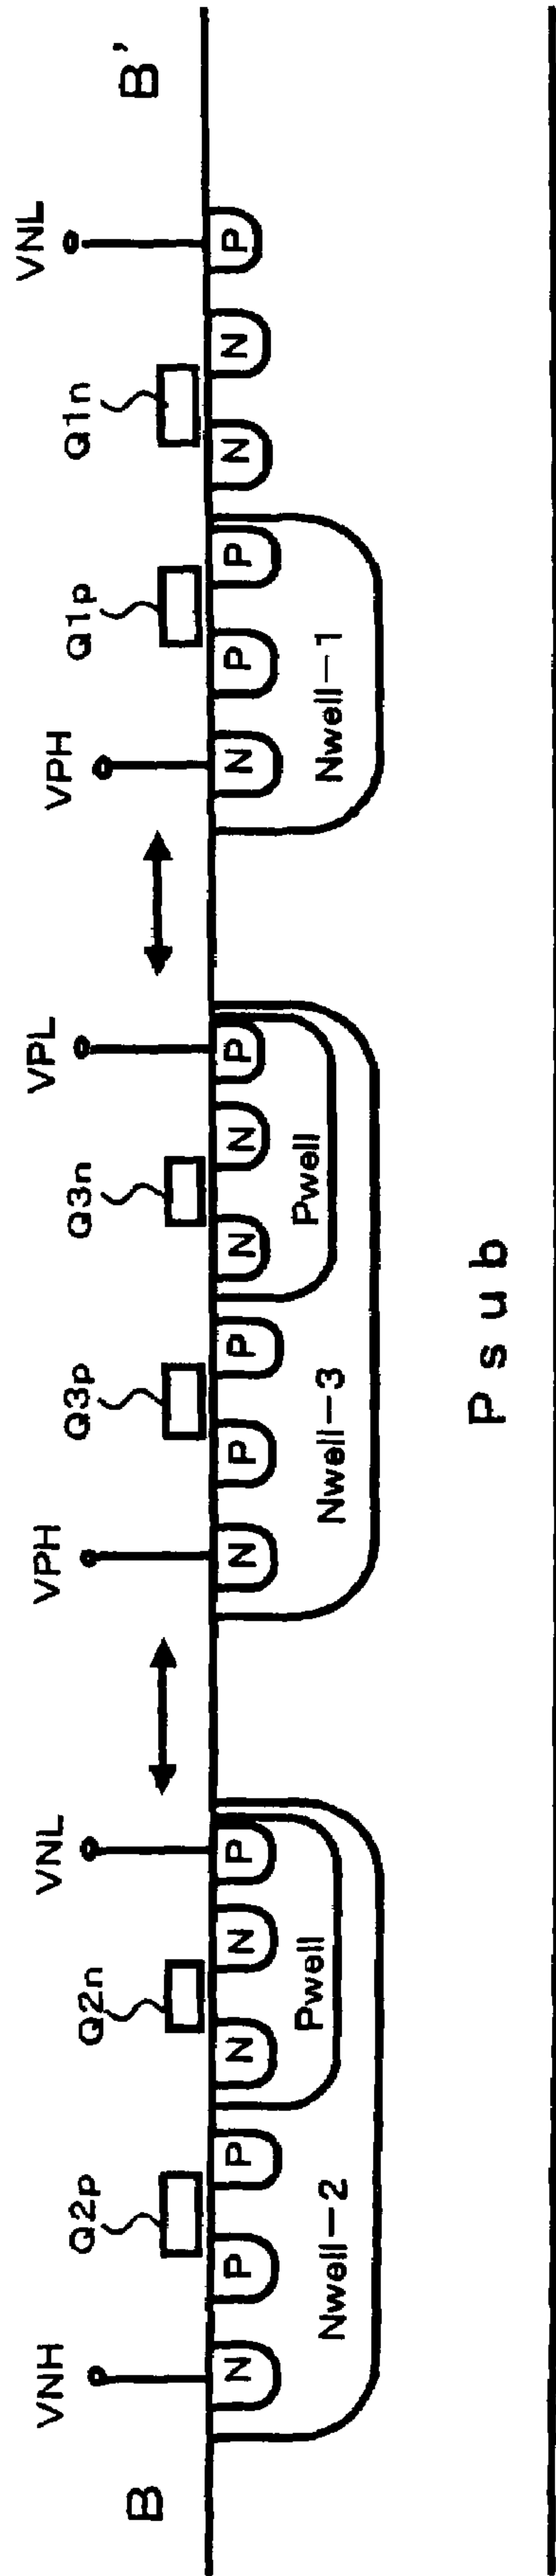 B B'
VNH VNL VPH VPL VPH VNL
Q2p Q2n Q3p Q3n Q1p Q1n
N P P N N P N P P N N P N P P N N P
Pwell Pwell
Nwell-2 Nwell-3 Nwell-1
Psub